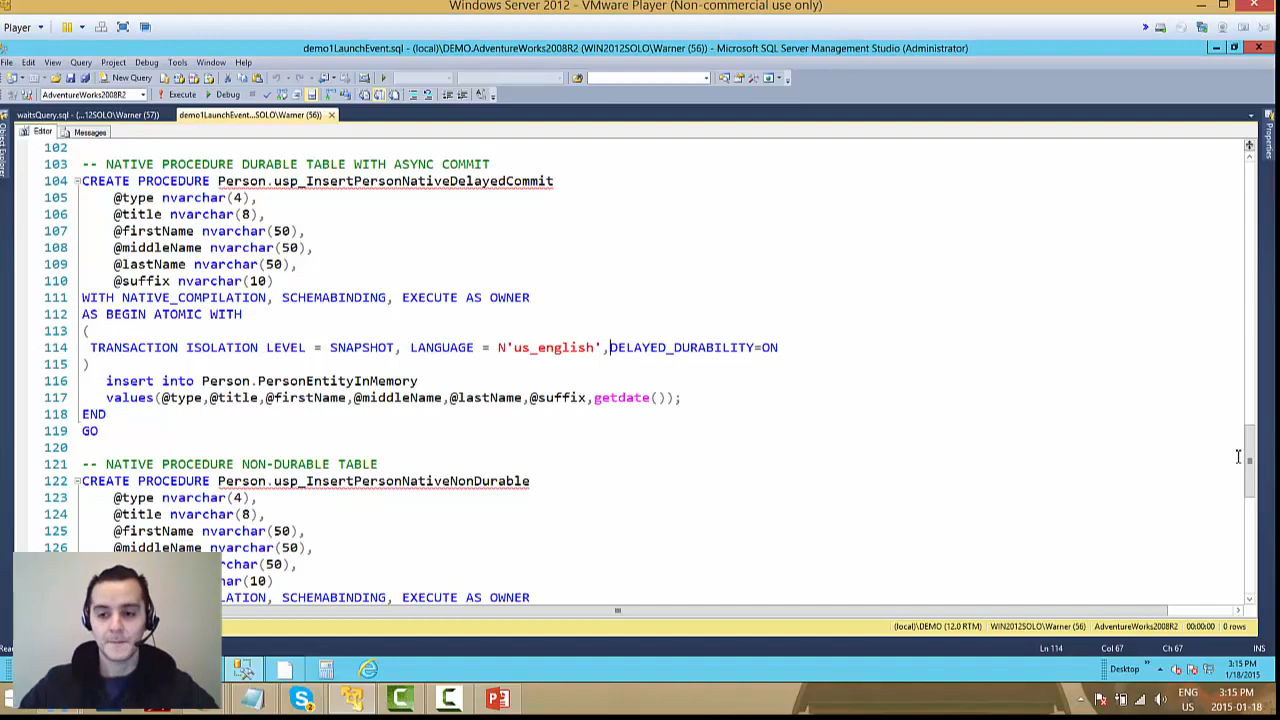 Windows Server 2012 - VMware Player (Non-commercial use only)
Player
demo1LaunchEvent.sql - (local)\DEMO.AdventureWorks2008R2 (WIN2012SOLO\Warner (56)) - Microsoft SQL Server Management Studio (Administrator)
File Edit View Query Project Debug Tools Window Help
New Query
AdventureWorks2008R2 Execute Debug
waitsQuery.sql - (...12SOLO\Warner (57)) demo1LaunchEvent...SOLO\Warner (56))
Editor Messages
Object Explorer
Properties
102
103 -- NATIVE PROCEDURE DURABLE TABLE WITH ASYNC COMMIT
104 CREATE PROCEDURE Person.usp_InsertPersonNativeDelayedCommit
105 @type nvarchar(4),
106 @title nvarchar(8),
107 @firstName nvarchar(50),
108 @middleName nvarchar(50),
109 @lastName nvarchar(50),
110 @suffix nvarchar(10)
111 WITH NATIVE_COMPILATION, SCHEMABINDING, EXECUTE AS OWNER
112 AS BEGIN ATOMIC WITH
113 (
114 TRANSACTION ISOLATION LEVEL = SNAPSHOT, LANGUAGE = N'us_english',DELAYED_DURABILITY=ON
115 )
116 insert into Person.PersonEntityInMemory
117 values(@type,@title,@firstName,@middleName,@lastName,@suffix,getdate());
118 END
119 GO
120
121 -- NATIVE PROCEDURE NON-DURABLE TABLE
122 CREATE PROCEDURE Person.usp_InsertPersonNativeNonDurable
123 @type nvarchar(4),
124 @title nvarchar(8),
125 @firstName nvarchar(50),
126 @middleName nvarchar(50),
rchar(50),
har(10)
LATION, SCHEMABINDING, EXECUTE AS OWNER
(local)\DEMO (12.0 RTM) WIN2012SOLO\Warner (56) AdventureWorks2008R2 00:00:00 0 rows
Ln 114 Col 67 Ch 67 INS
Desktop 3:15 PM
1/18/2015
ENG 3:15 PM
US 2015-01-18